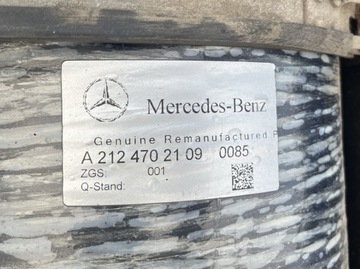 Mercedes-Benz
Genuine Remanufactured P
A 212 470 21 09 0085
ZGS: 001
Q-Stand: